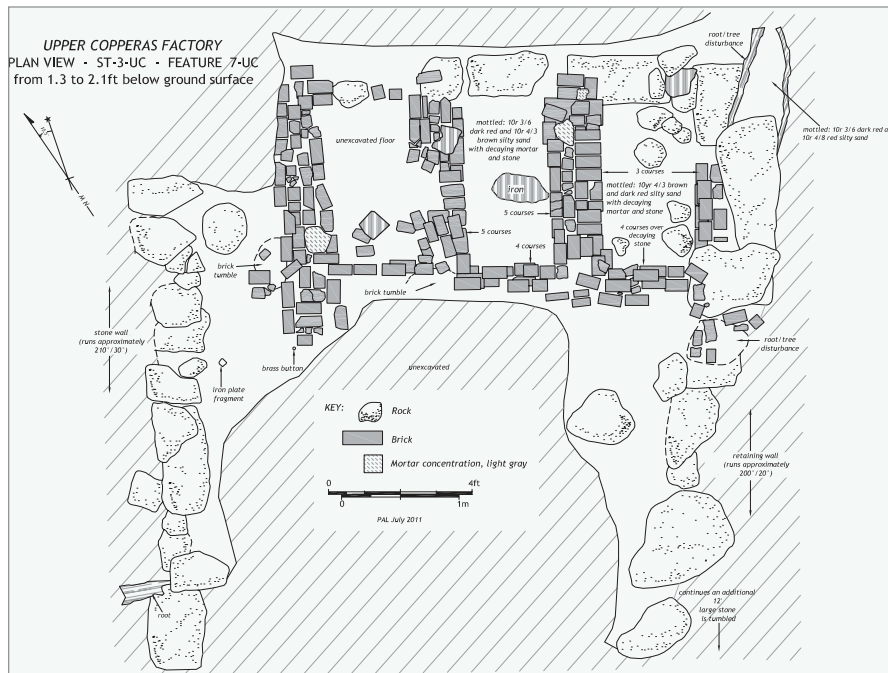 UPPER COPPERAS FACTORY
PLAN VIEW - ST-3-UC - FEATURE 7-UC
from 1.3 to 2.1ft below ground surface
root/tree
disturbance
mottled: 10r 3/6 dark red a
10r 4/8 red silty sand
unexcavated floor
mottled: 10r 3/6
dark red and 10r 4/3
brown silty sand
with decaying mortar
and stone
iron
3 courses
mottled: 10yr 4/3 brown
and dark red silty sand
with decaying
mortar and stone
5 courses
5 courses
4 courses
4 courses over
decaying
stone
brick
tumble
brick tumble
stone wall
(runs approximately
210°/30°)
iron plate
fragment
brass button
unexcavated
root/tree
disturbance
KEY:
Rock
Brick
Mortar concentration, light gray
0
4ft
0
1m
PAL July 2011
retaining wall
(runs approximately
200°/20°)
root
continues an additional
12'
large stone
is tumbled